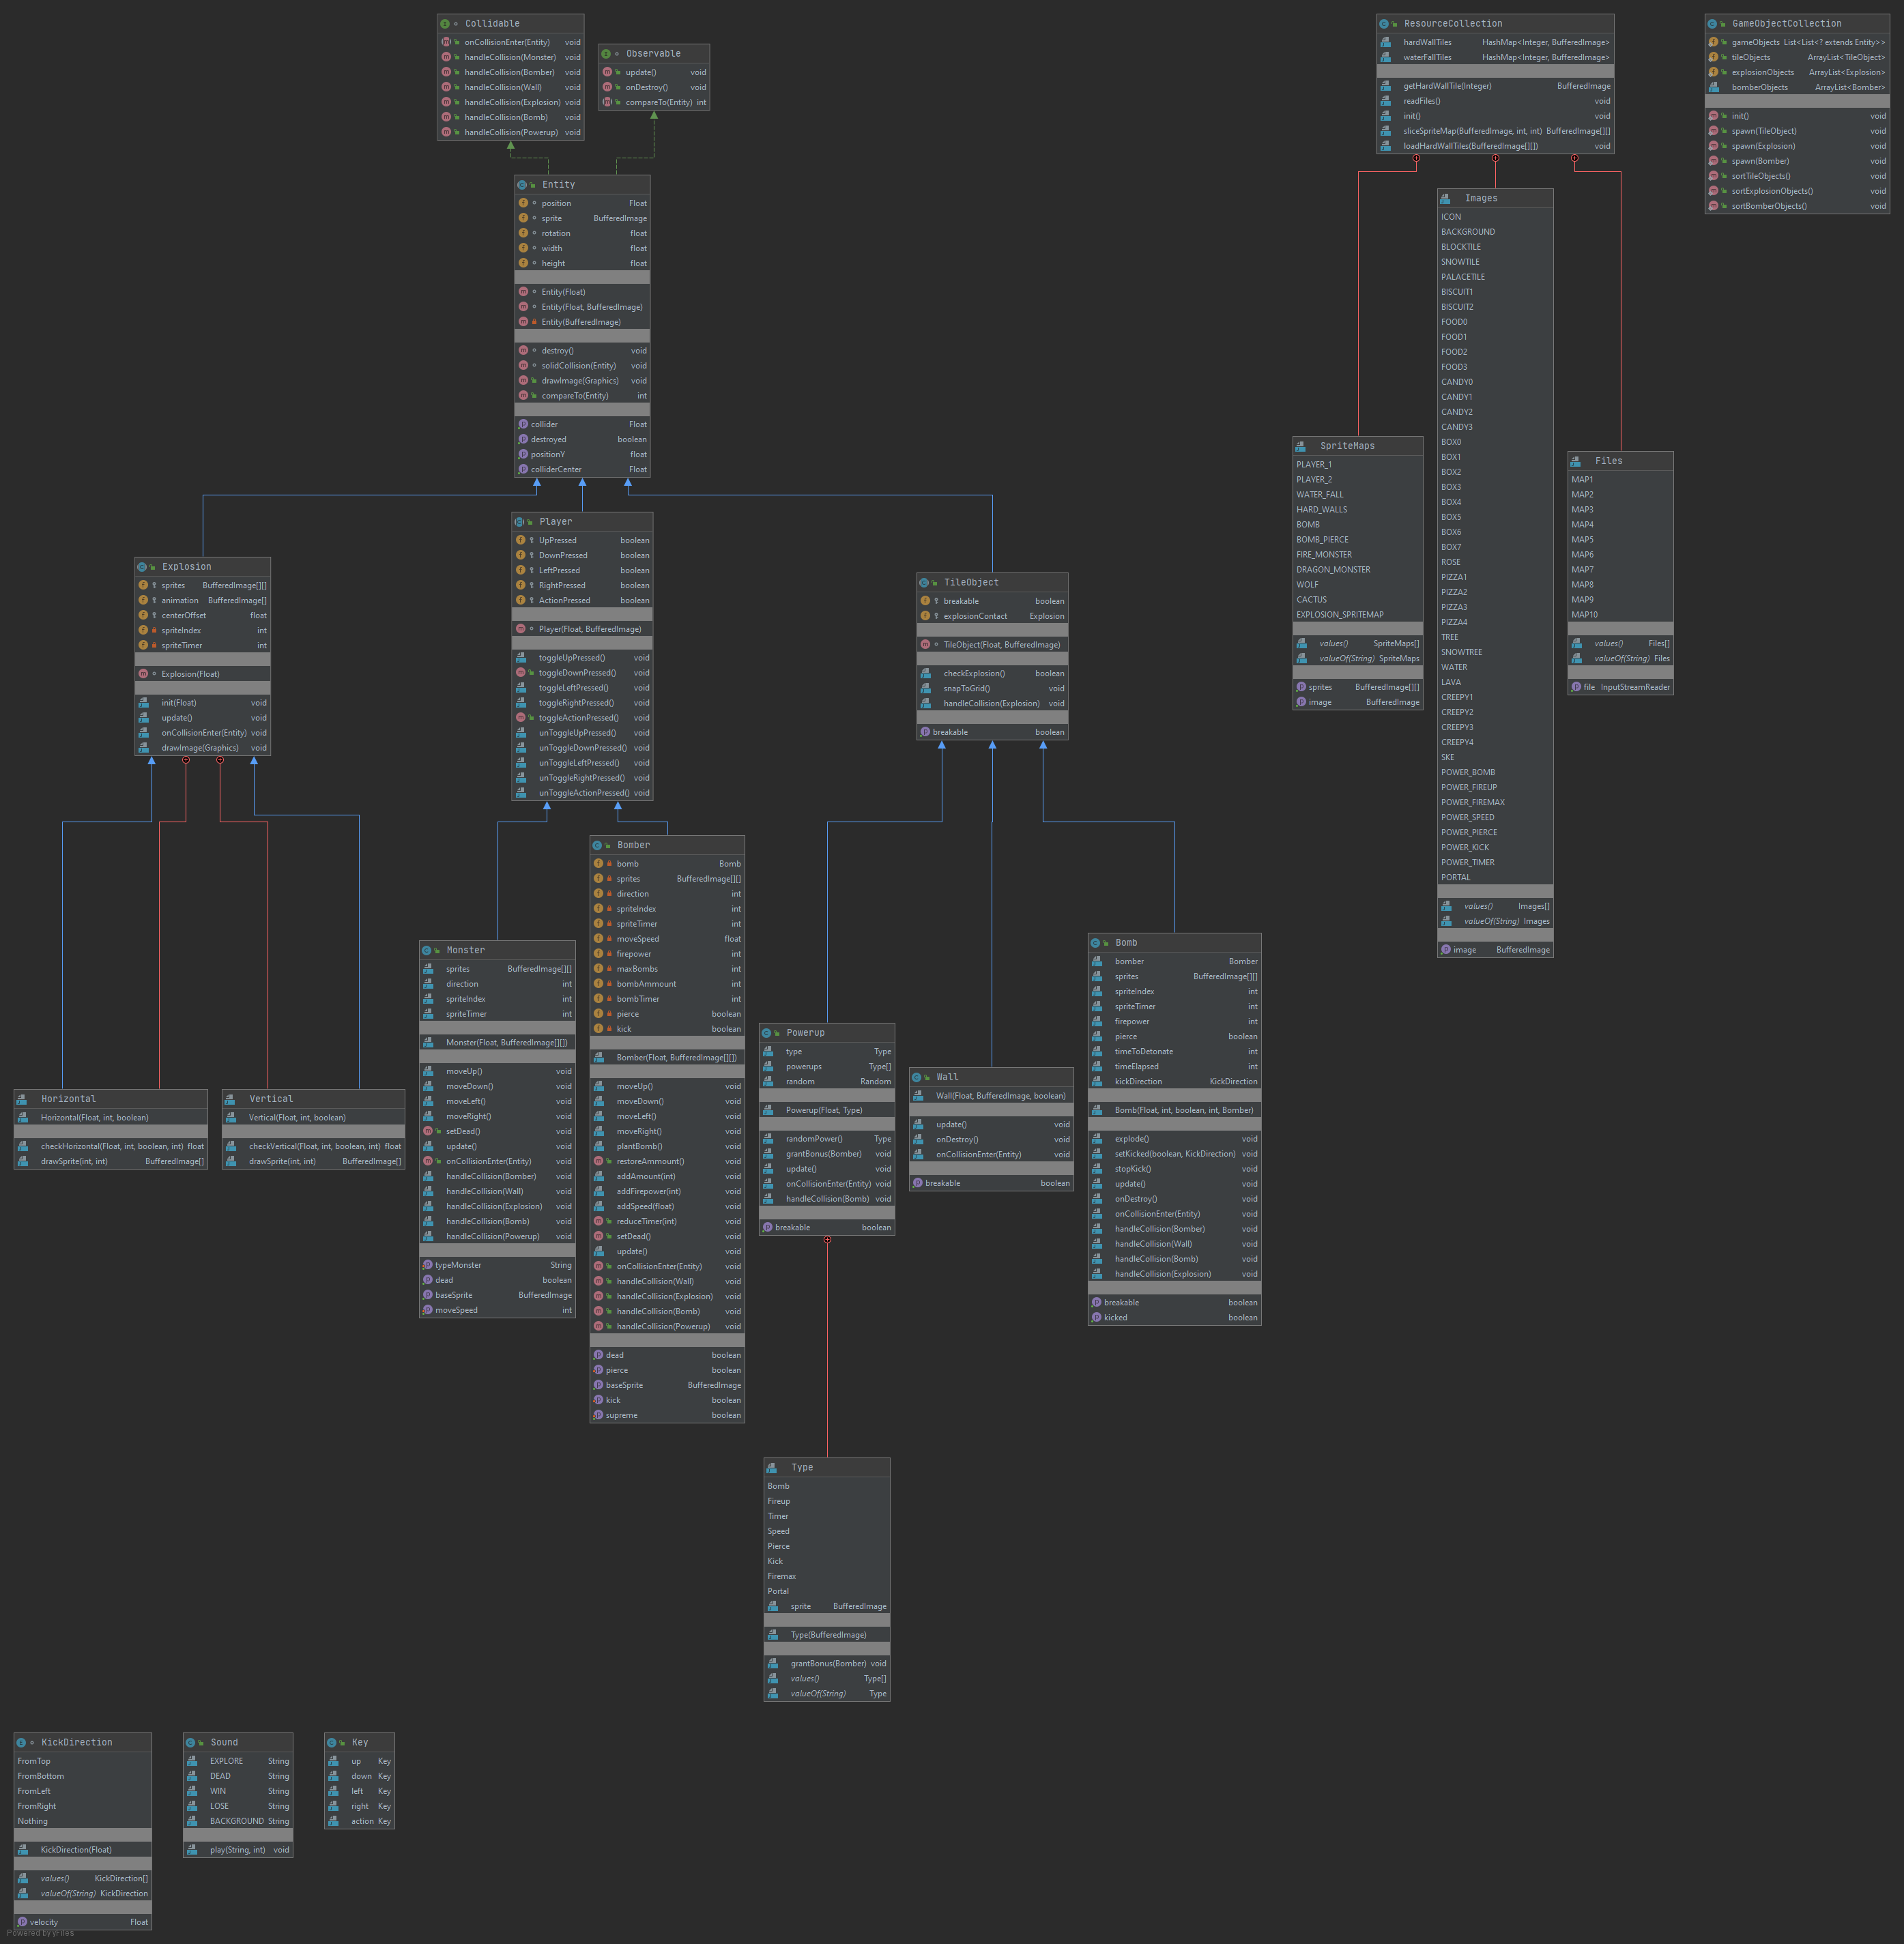 Collidable
onCollisionEnter(Entity) void
handleCollision(Monster) void
handleCollision(Bomber) void
handleCollision(Wall) void
handleCollision(Explosion) void
handleCollision(Bomb) void
handleCollision(Powerup) void
Observable
update() void
onDestroy() void
compareTo(Entity) int
ResourceCollection
hardWallTiles HashMap<Integer, BufferedImage>
waterFallTiles HashMap<Integer, BufferedImage>
getHardWallTile(Integer) BufferedImage
readFiles() void
init() void
sliceSpriteMap(BufferedImage, int, int) BufferedImage[][]
loadHardWallTiles(BufferedImage[][]) void
GameObjectCollection
gameObjects List<List<? extends Entity>>
tileObjects ArrayList<TileObject>
explosionObjects ArrayList<Explosion>
bomberObjects ArrayList<Bomber>
init() void
spawn(TileObject) void
spawn(Explosion) void
spawn(Bomber) void
sortTileObjects() void
sortExplosionObjects() void
sortBomberObjects() void
Entity
position Float
sprite BufferedImage
rotation float
width float
height float
Entity(Float)
Entity(Float, BufferedImage)
Entity(BufferedImage)
destroy() void
solidCollision(Entity) void
drawImage(Graphics) void
compareTo(Entity) int
collider Float
destroyed boolean
positionY float
colliderCenter Float
Images
ICON
BACKGROUND
BLOCKTILE
SNOWTILE
PALACETILE
BISCUIT1
BISCUIT2
FOOD0
FOOD1
FOOD2
FOOD3
CANDY0
CANDY1
CANDY2
CANDY3
BOX0
BOX1
BOX2
BOX3
BOX4
BOX5
BOX6
BOX7
ROSE
PIZZA1
PIZZA2
PIZZA3
PIZZA4
TREE
SNOWTREE
WATER
LAVA
CREEPY1
CREEPY2
CREEPY3
CREEPY4
SKE
POWER_BOMB
POWER_FIREUP
POWER_FIREMAX
POWER_SPEED
POWER_PIERCE
POWER_KICK
POWER_TIMER
PORTAL
values() Images[]
valueOf(String) Images
image BufferedImage
SpriteMaps
PLAYER_1
PLAYER_2
WATER_FALL
HARD_WALLS
BOMB
BOMB_PIERCE
FIRE_MONSTER
DRAGON_MONSTER
WOLF
CACTUS
EXPLOSION_SPRITEMAP
values() SpriteMaps[]
valueOf(String) SpriteMaps
sprites BufferedImage[][]
image BufferedImage
Files
MAP1
MAP2
MAP3
MAP4
MAP5
MAP6
MAP7
MAP8
MAP9
MAP10
values() Files[]
valueOf(String) Files
file InputStreamReader
Explosion
sprites BufferedImage[][]
animation BufferedImage[]
centerOffset float
spriteIndex int
spriteTimer int
Explosion(Float)
init(Float) void
update() void
onCollisionEnter(Entity) void
drawImage(Graphics) void
Player
UpPressed boolean
DownPressed boolean
LeftPressed boolean
RightPressed boolean
ActionPressed boolean
Player(Float, BufferedImage)
toggleUpPressed() void
toggleDownPressed() void
toggleLeftPressed() void
toggleRightPressed() void
toggleActionPressed() void
unToggleUpPressed() void
unToggleDownPressed() void
unToggleLeftPressed() void
unToggleRightPressed() void
unToggleActionPressed() void
TileObject
breakable boolean
explosionContact Explosion
TileObject(Float, BufferedImage)
checkExplosion() boolean
snapToGrid() void
handleCollision(Explosion) void
breakable boolean
Horizontal
Horizontal(Float, int, boolean)
checkHorizontal(Float, int, boolean, int) float
drawSprite(int, int) BufferedImage[]
Vertical
Vertical(Float, int, boolean)
checkVertical(Float, int, boolean, int) float
drawSprite(int, int) BufferedImage[]
Monster
sprites BufferedImage[][]
direction int
spriteIndex int
spriteTimer int
Monster(Float, BufferedImage[][])
moveUp() void
moveDown() void
moveLeft() void
moveRight() void
setDead() void
update() void
onCollisionEnter(Entity) void
handleCollision(Bomber) void
handleCollision(Wall) void
handleCollision(Explosion) void
handleCollision(Bomb) void
handleCollision(Powerup) void
typeMonster String
dead boolean
baseSprite BufferedImage
moveSpeed int
Bomber
bomb Bomb
sprites BufferedImage[][]
direction int
spriteIndex int
spriteTimer int
moveSpeed float
firepower int
maxBombs int
bombAmmount int
bombTimer int
pierce boolean
kick boolean
Bomber(Float, BufferedImage[][])
moveUp() void
moveDown() void
moveLeft() void
moveRight() void
plantBomb() void
restoreAmmount() void
addAmount(int) void
addFirepower(int) void
addSpeed(float) void
reduceTimer(int) void
setDead() void
update() void
onCollisionEnter(Entity) void
handleCollision(Wall) void
handleCollision(Explosion) void
handleCollision(Bomb) void
handleCollision(Powerup) void
dead boolean
pierce boolean
baseSprite BufferedImage
kick boolean
supreme boolean
Powerup
type Type
powerups Type[]
random Random
Powerup(Float, Type)
randomPower() Type
grantBonus(Bomber) void
update() void
onCollisionEnter(Entity) void
handleCollision(Bomb) void
breakable boolean
Wall
Wall(Float, BufferedImage, boolean)
update() void
onDestroy() void
onCollisionEnter(Entity) void
breakable boolean
Bomb
bomber Bomber
sprites BufferedImage[][]
spriteIndex int
spriteTimer int
firepower int
pierce boolean
timeToDetonate int
timeElapsed int
kickDirection KickDirection
Bomb(Float, int, boolean, int, Bomber)
explode() void
setKicked(boolean, KickDirection) void
stopKick() void
update() void
onDestroy() void
onCollisionEnter(Entity) void
handleCollision(Bomber) void
handleCollision(Wall) void
handleCollision(Bomb) void
handleCollision(Explosion) void
breakable boolean
kicked boolean
Type
Bomb
Fireup
Timer
Speed
Pierce
Kick
Firemax
Portal
sprite BufferedImage
Type(BufferedImage)
grantBonus(Bomber) void
values() Type[]
valueOf(String) Type
KickDirection
FromTop
FromBottom
FromLeft
FromRight
Nothing
KickDirection(Float)
values() KickDirection[]
valueOf(String) KickDirection
velocity Float
Sound
EXPLORE String
DEAD String
WIN String
LOSE String
BACKGROUND String
play(String, int) void
Key
up Key
down Key
left Key
right Key
action Key
Powered by yFiles